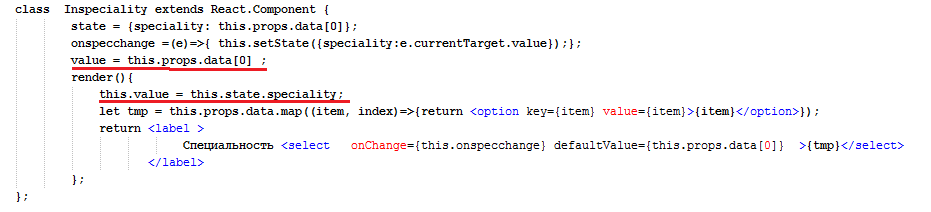 class  Inspeciality extends React.Component {
state = {speciality: this.props.data[0]};
onspecchange =(e)=>{ this.setState({speciality:e.currentTarget.value});};
value = this.props.data[0] ;
render(){
this.value = this.state.speciality;
let tmp = this.props.data.map((item, index)=>{return <option key={item} value={item}>{item}</option>});
return <label >
Специальность <select   onChange={this.onspecchange} defaultValue={this.props.data[0]}  >{tmp}</select>
</label>
};
};